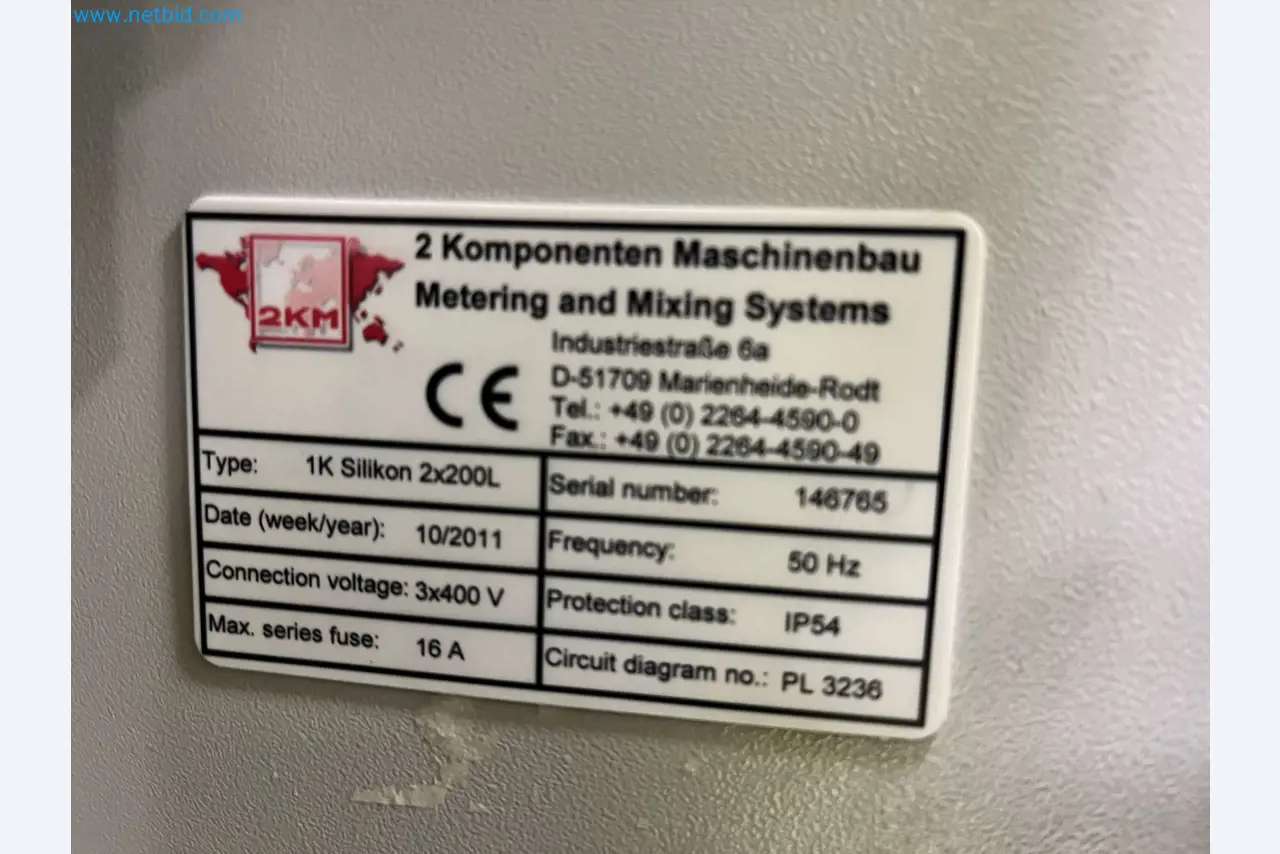 www.netbid.com
2 Komponenten Maschinenbau
Metering and Mixing Systems
2KM
Industriestraße 6a
D-51709 Marienheide-Rodt
CE
Tel.: +49 (0) 2264-4590-0
Fax.: +49 (0) 2264-4590-49
Type: 1K Silikon 2x200L
Serial number: 146765
Date (week/year): 10/2011
Frequency: 50 Hz
Connection voltage: 3x400 V
Protection class: IP54
Max. series fuse: 16 A
Circuit diagram no.: PL 3236